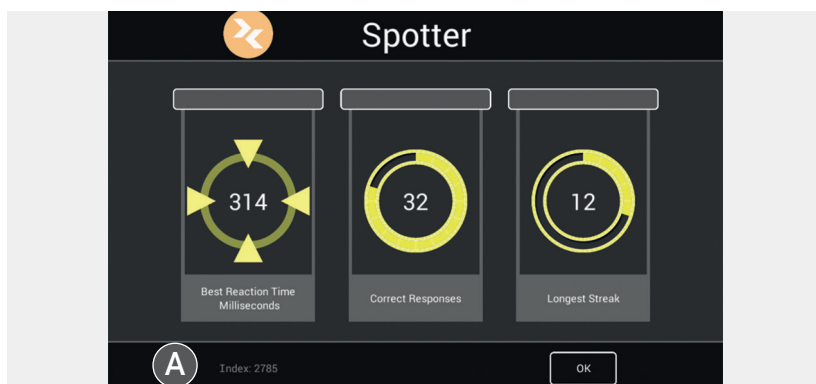 Spotter
314
Best Reaction Time
Milliseconds
32
Correct Responses
12
Longest Streak
A
Index: 2785
OK